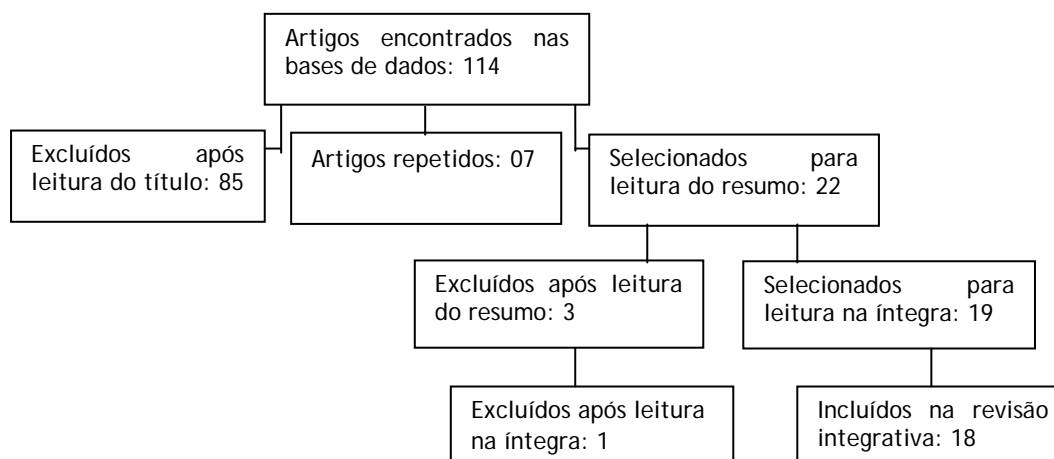 Artigos encontrados nas
bases de dados: 114
Excluídos após
leitura do título: 85
Artigos repetidos: 07
Selecionados para
leitura do resumo: 22
Excluídos após leitura
do resumo: 3
Selecionados para
leitura na íntegra: 19
Excluídos após leitura
na íntegra: 1
Incluídos na revisão
integrativa: 18